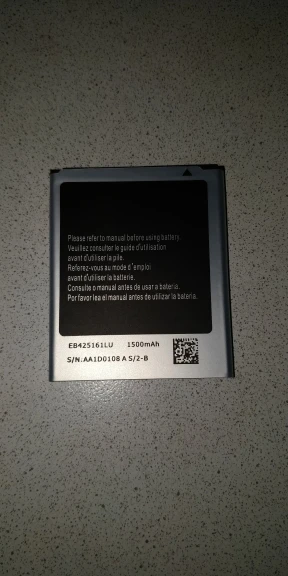 Please refer to manual before using battery.
Veuillez consulter le guide d'utilisation
avant d'utiliser la pile.
Referez-vous au mode d'emploi
avant d'utiliser la batterie.
Consulte o manual antes de usar a bateria.
Por favor lea el manual antes de utilizar la bateria.
EB425161LU 1500mAh
S/N:AA1D0108 A S/2-B